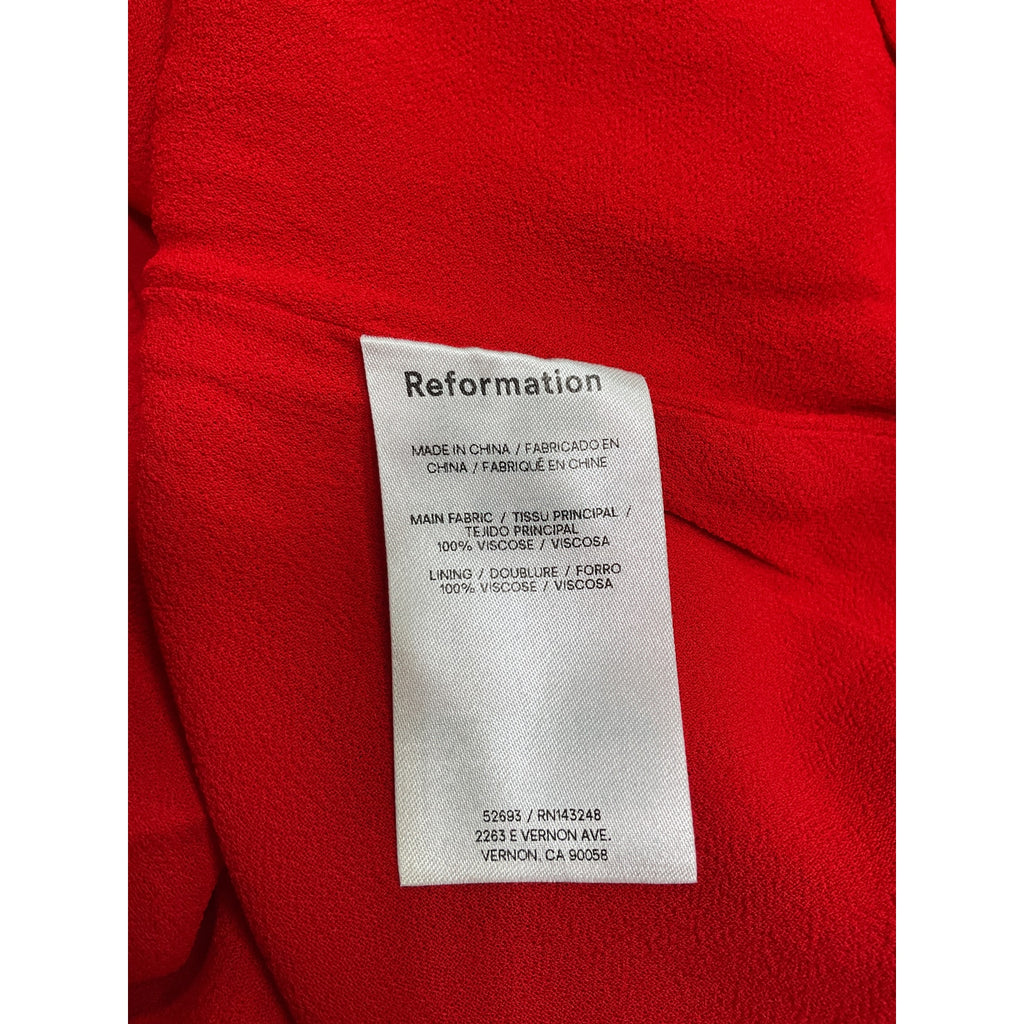 Reformation
MADE IN CHINA / FABRICADO EN
CHINA / FABRIQUÉ EN CHINE
MAIN FABRIC / TISSU PRINCIPAL /
TEJIDO PRINCIPAL
100% VISCOSE / VISCOSA
LINING / DOUBLURE / FORRO
100% VISCOSE / VISCOSA
52693 / RN143248
2263 E VERNON AVE.
VERNON, CA 90058